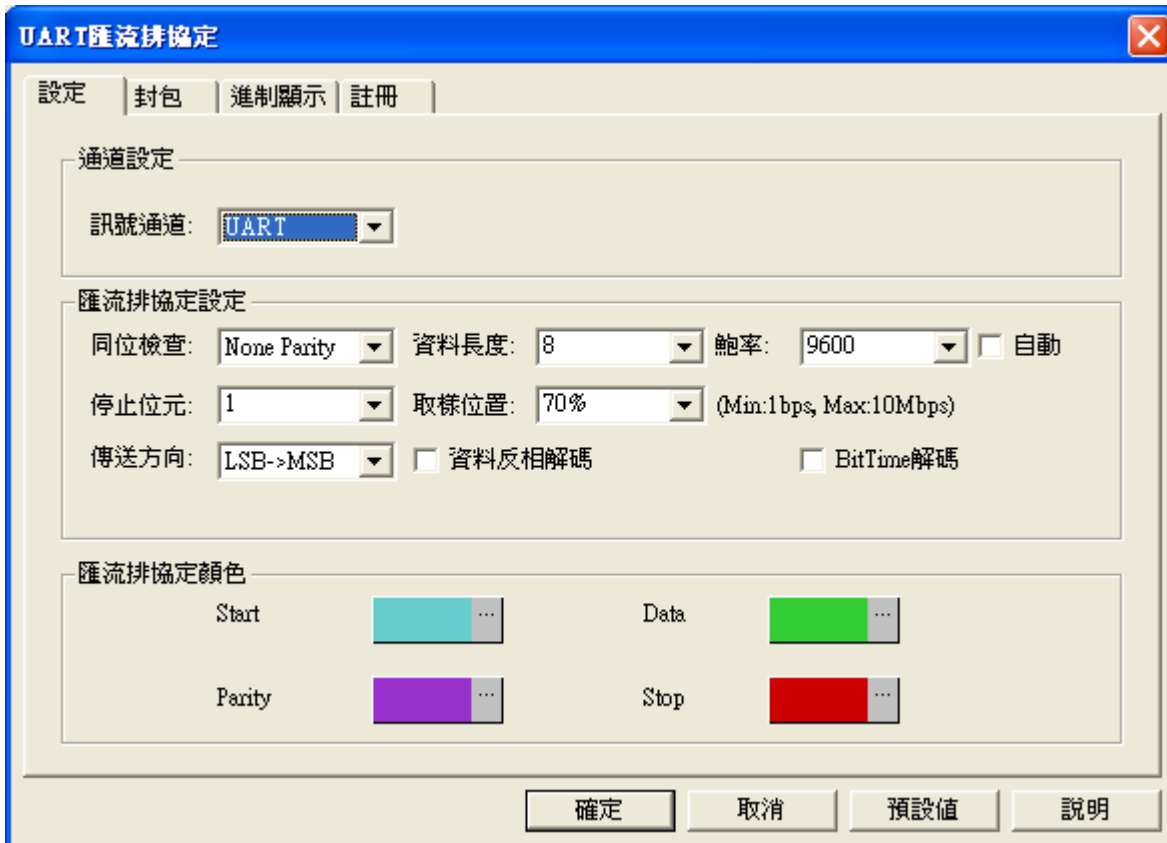 UART匯流排協定
設定 封包 進制顯示 註冊
通道設定
訊號通道: UART
匯流排協定設定
同位檢查: None Parity 資料長度: 8 鮑率: 9600 自動
停止位元: 1 取樣位置: 70% (Min:1bps, Max:10Mbps)
傳送方向: LSB->MSB 資料反相解碼 BitTime解碼
匯流排協定顏色
Start ... Data ...
Parity ... Stop ...
確定 取消 預設值 說明